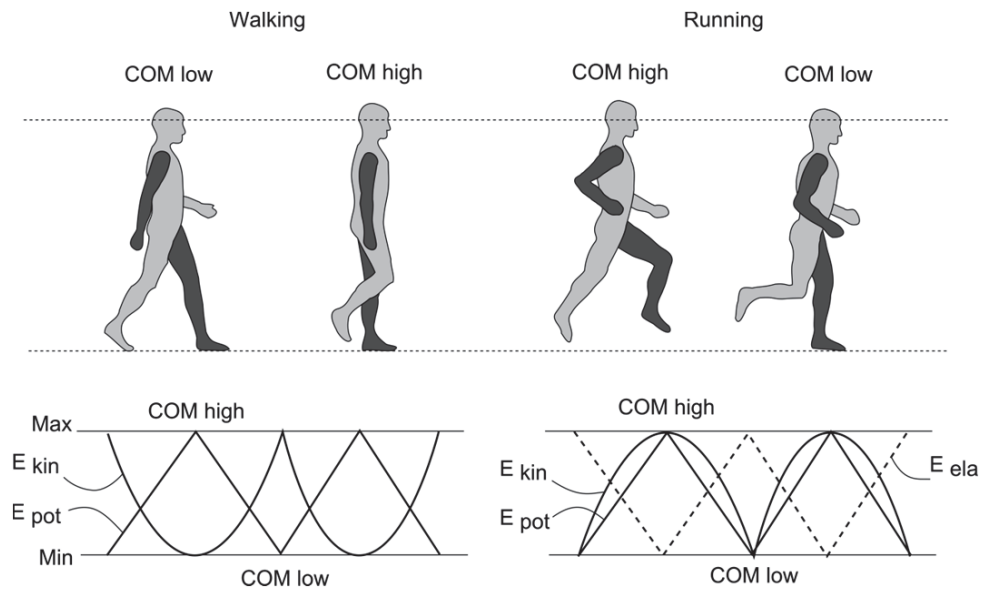 Walking
Running
COM low
COM high
COM high
COM low
COM high
Max
E kin
E pot
Min
COM low
COM high
E kin
E pot
E ela
COM low